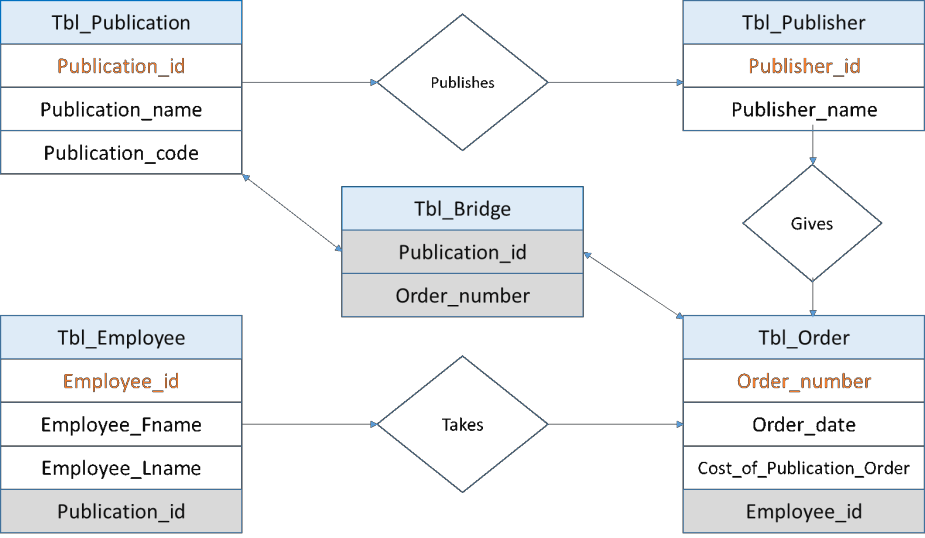 Tbl_Publication
Publication_id
Publication_name
Publication_code
Publishes
Tbl_Publisher
Publisher_id
Publisher_name
Gives
Tbl_Bridge
Publication_id
Order_number
Tbl_Employee
Employee_id
Employee_Fname
Employee_Lname
Publication_id
Takes
Tbl_Order
Order_number
Order_date
Cost_of_Publication_Order
Employee_id